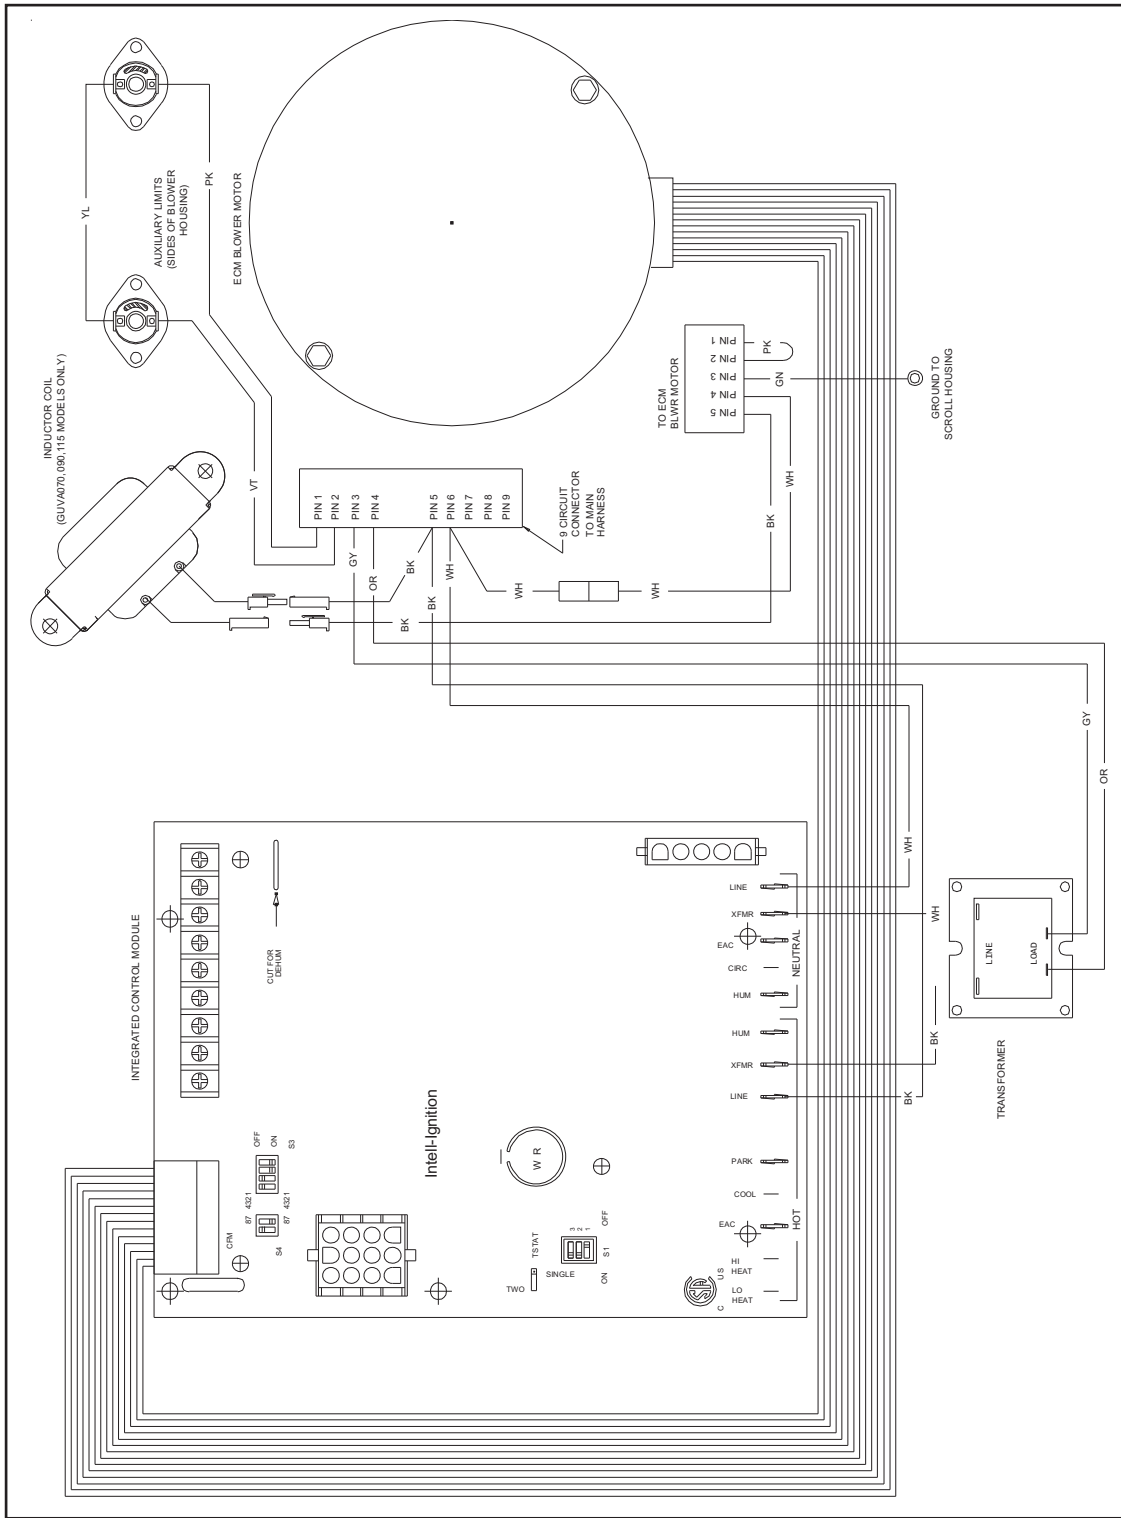 YL
AUXILIARY LIMITS
(SIDES OF BLOWER
HOUSING)
PK
ECM BLOWER MOTOR
INDUCTOR COIL
(GUVA070,090,115 MODELS ONLY)
VT
PIN 1
PIN 2
PIN 3
PIN 4
PIN 5
PIN 6
PIN 7
PIN 8
PIN 9
GY
OR
BK
BK
WH
BK
9 CIRCUIT
CONNECTOR
TO MAIN
HARNESS
WH
WH
TO ECM
BLWR MOTOR
PIN 1
PIN 2
PIN 3
PIN 4
PIN 5
PK
GN
WH
BK
GROUND TO
SCROLL HOUSING
GY
OR
INTEGRATED CONTROL MODULE
CUT FOR
DEHUM
OFF
ON
S3
4321
4321
87
87
S4
CFM
Intell-Ignition
W R
TSTAT
SINGLE
TWO
3
2
1
OFF
ON
S1
C
US
LINE
XFMR
EAC
CIRC
HUM
NEUTRAL
HUM
XFMR
LINE
PARK
COOL
EAC
HI
HEAT
LO
HEAT
HOT
WH
WH
BK
BK
LINE
LOAD
TRANSFORMER